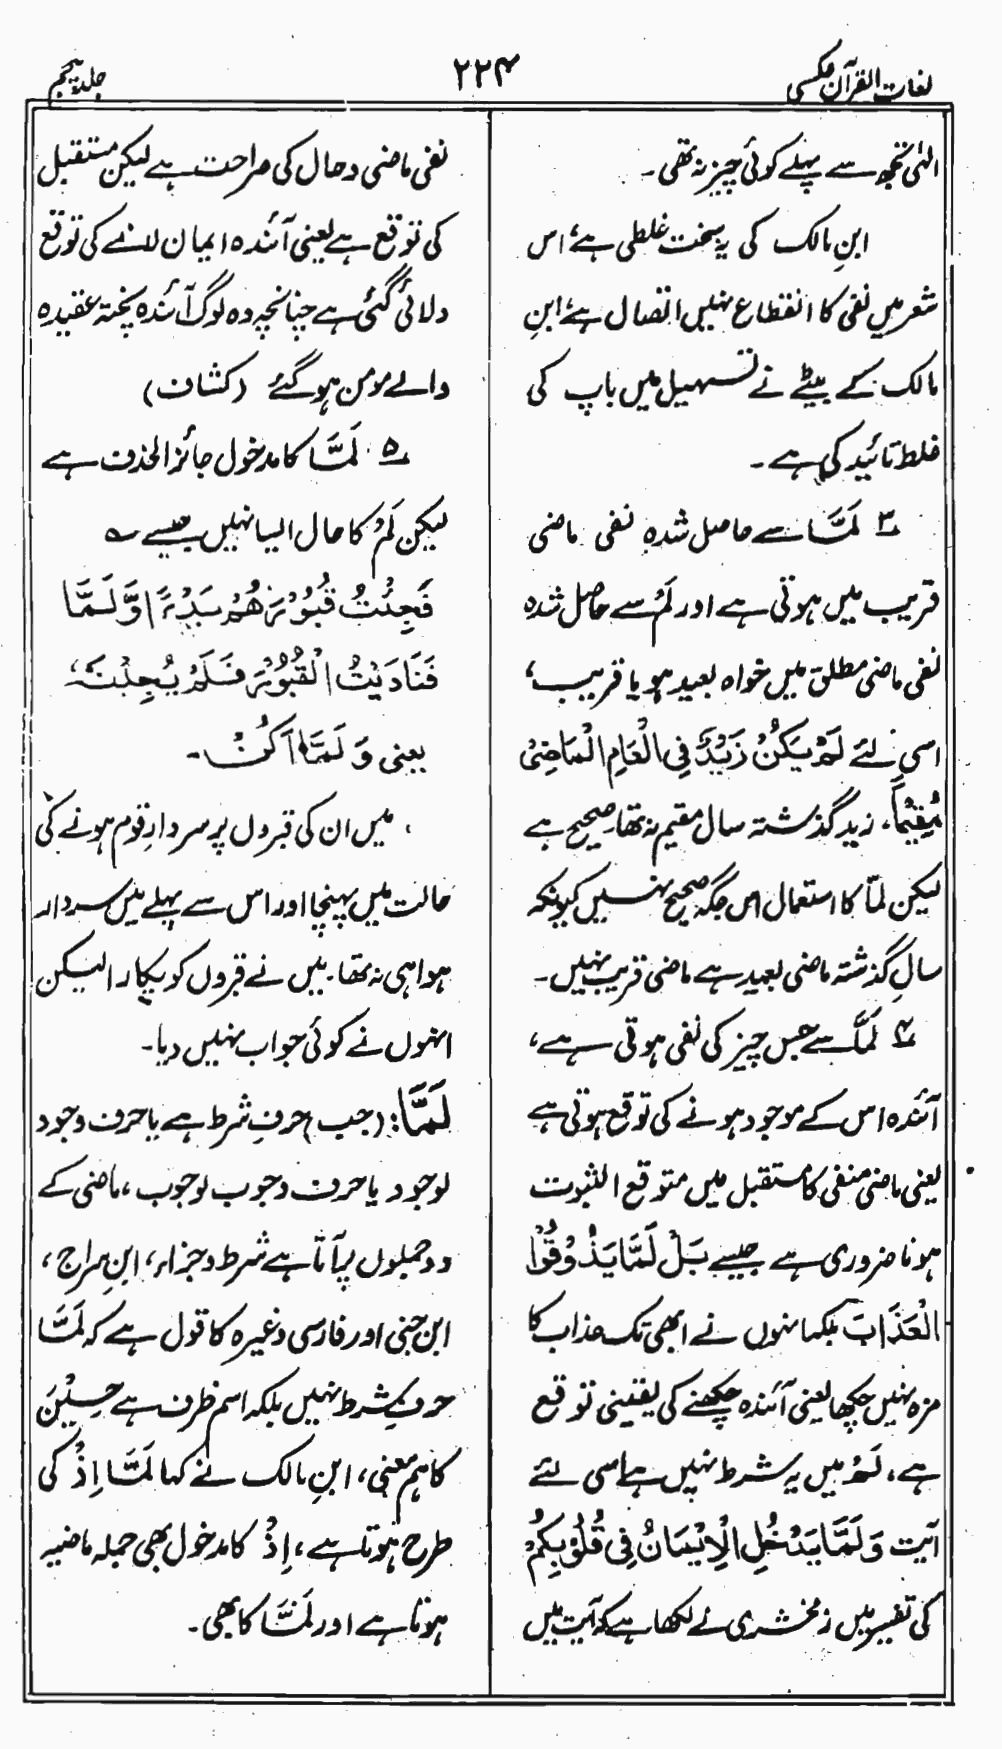 لغات القرآن عکسی
۲۲۴
جلد پنجم
الٰہی تجھ سے پہلے کوئی چیز نہ تھی۔
ابنِ مالک کی یہ سخت غلطی ہے، اس
شعر میں نفی کا انقطاع نہیں اتصال ہے، ابنِ
مالک کے بیٹے نے تسہیل میں باپ کی
غلط تائید کی ہے۔
۳ لَمَّا سے حاصل شدہ نفی ماضی
قریب میں ہوتی ہے اور لَمْ سے حاصل شدہ
نفی ماضی مطلق میں خواہ بعید ہو یا قریب،
اسی لئے لَمْ یَکُنْ زَیْدٌ فِی الْعَامِ الْمَاضِیْ
مُقِیْمًا، زید گذشتہ سال مقیم نہ تھا، صحیح ہے
لیکن لمّا کا استعمال اس جگہ صحیح نہیں کیونکہ
سالِ گذشتہ ماضی بعید ہے ماضی قریب نہیں۔
۴ لَمَّا سے جس چیز کی نفی ہوتی ہے،
آئندہ اس کے موجود ہونے کی توقع ہوتی ہے
یعنی ماضی منفی کا مستقبل میں متوقع الثبوت
ہونا ضروری ہے جیسے بَلْ لَمَّا یَذُوْقُوا
الْعَذَابَ بلکہ انہوں نے ابھی تک عذاب کا
مزہ نہیں چکھا یعنی آئندہ چکھنے کی یقینی توقع
ہے، لَمْ میں یہ شرط نہیں ہے اسی لئے
آیت وَلَمَّا یَدْخُلِ الْاِیْمَانُ فِی قُلُوْبِکُمْ
کی تفسیر میں زمخشری نے لکھا ہے کہ آیت میں
نفی ماضی و حال کی صراحت ہے لیکن مستقبل
کی توقع ہے یعنی آئندہ ایمان لانے کی توقع
دلائی گئی ہے چنانچہ وہ لوگ آئندہ پختہ عقیدہ
والے مومن ہو گئے (کشاف)
۵ لَمَّا کا مدخول جائز الحذف ہے
لیکن لَمْ کا حال ایسا نہیں جیسے ؎
فَجِئْتُ قُبُوْرَھُمْ بَدْءًا وَّلَمَّا
فَنَادَیْتُ الْقُبُوْرَ فَلَمْ یُجِبْنَہٗ،
یعنی وَلَمَّا اَکُنْ۔
میں ان کی قبروں پر سردارِ قوم ہونے کی
حالت میں پہنچا اور اس سے پہلے میں سردار
ہوا ہی نہ تھا۔ میں نے قبروں کو پکارا لیکن
انہوں نے کوئی جواب نہیں دیا۔
لَمَّا: (جب) حرفِ شرط ہے یا حرف وجود
لوجود یا حرف وجوب لوجوب، ماضی کے
دو جملوں پر آتا ہے شرط و جزاء، ابن سراج،
ابن جنی اور فارسی وغیرہ کا قول ہے کہ لَمَّا
حرفِ شرط نہیں بلکہ اسم ظرف ہے حِیْنَ
کا ہم معنی، ابنِ مالک نے کہا لَمَّا اِذْ کی
طرح ہوتا ہے، اِذْ کا مدخول بھی جملہ ماضیہ
ہوتا ہے اور لَمَّا کا بھی۔